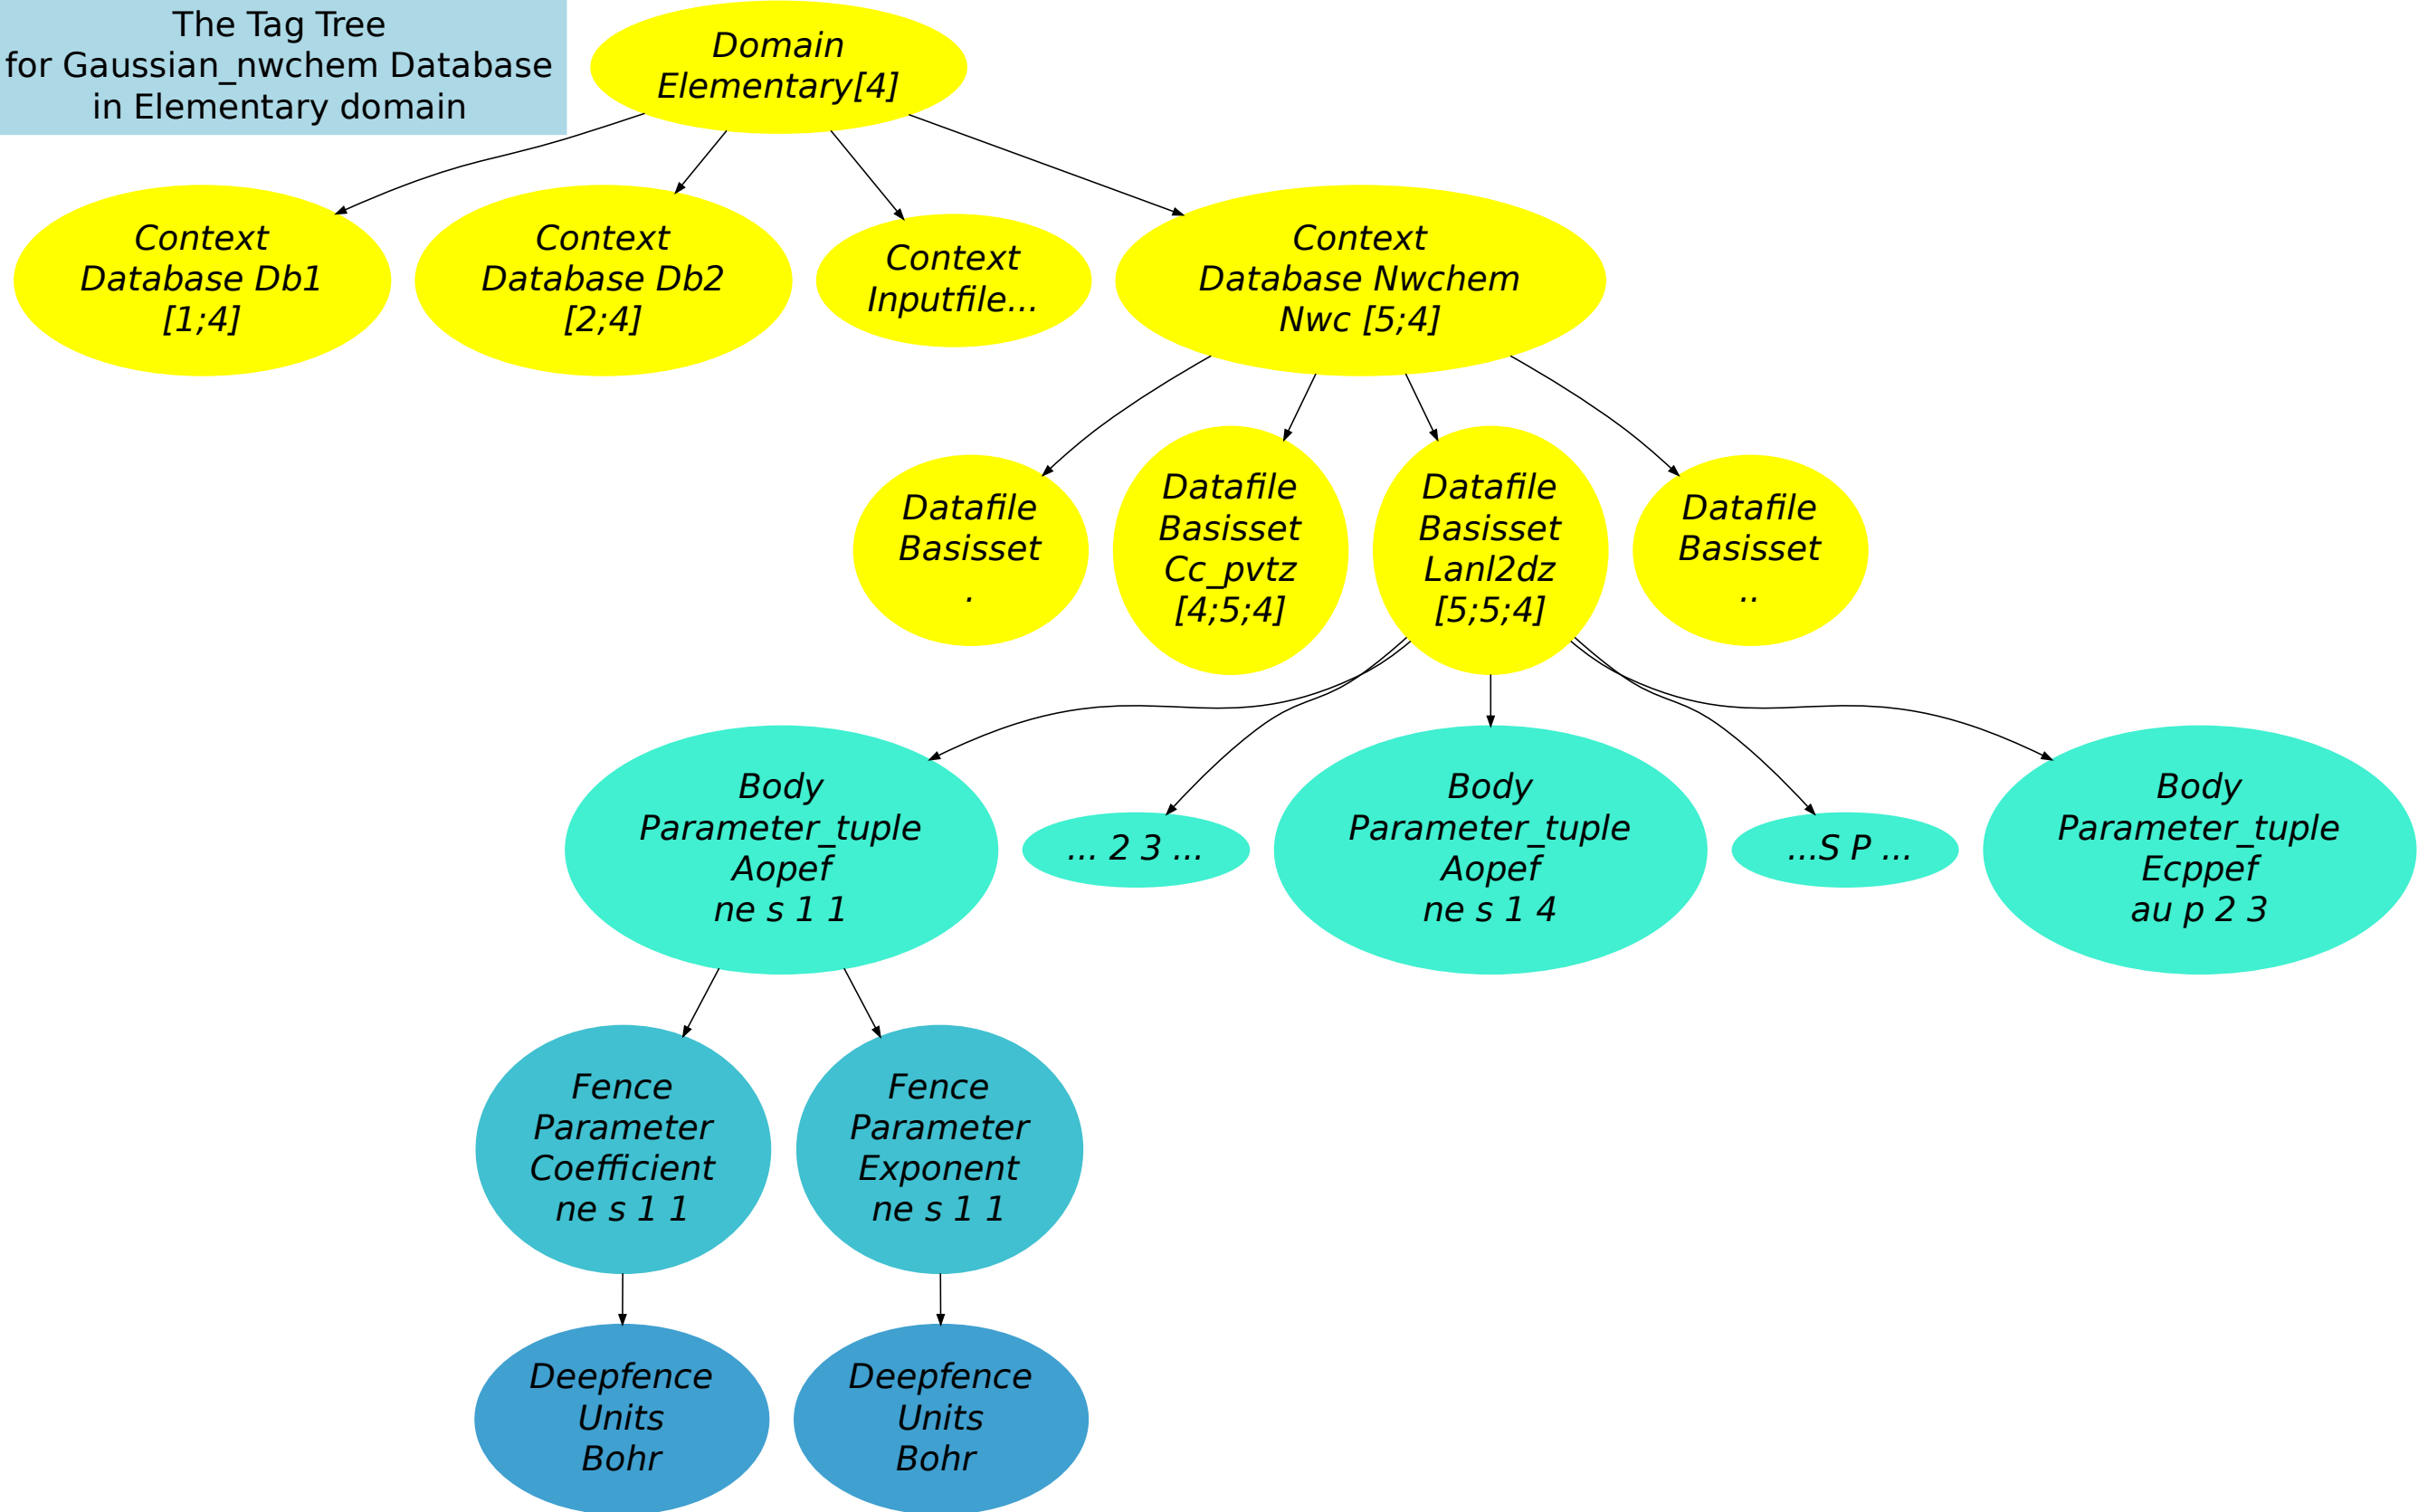 The Tag Tree
for Gaussian_nwchem Database
in Elementary domain
Domain
Elementary[4]
Context
Database Db1
[1;4]
Context
Database Db2
[2;4]
Context
Inputfile...
Context
Database Nwchem
Nwc [5;4]
Datafile
Basisset
.
Datafile
Basisset
Cc_pvtz
[4;5;4]
Datafile
Basisset
Lanl2dz
[5;5;4]
Datafile
Basisset
..
Body
Parameter_tuple
Aopef
ne s 1 1
... 2 3 ...
Body
Parameter_tuple
Aopef
ne s 1 4
...S P ...
Body
Parameter_tuple
Ecppef
au p 2 3
Fence
Parameter
Coefficient
ne s 1 1
Fence
Parameter
Exponent
ne s 1 1
Deepfence
Units
Bohr
Deepfence
Units
Bohr